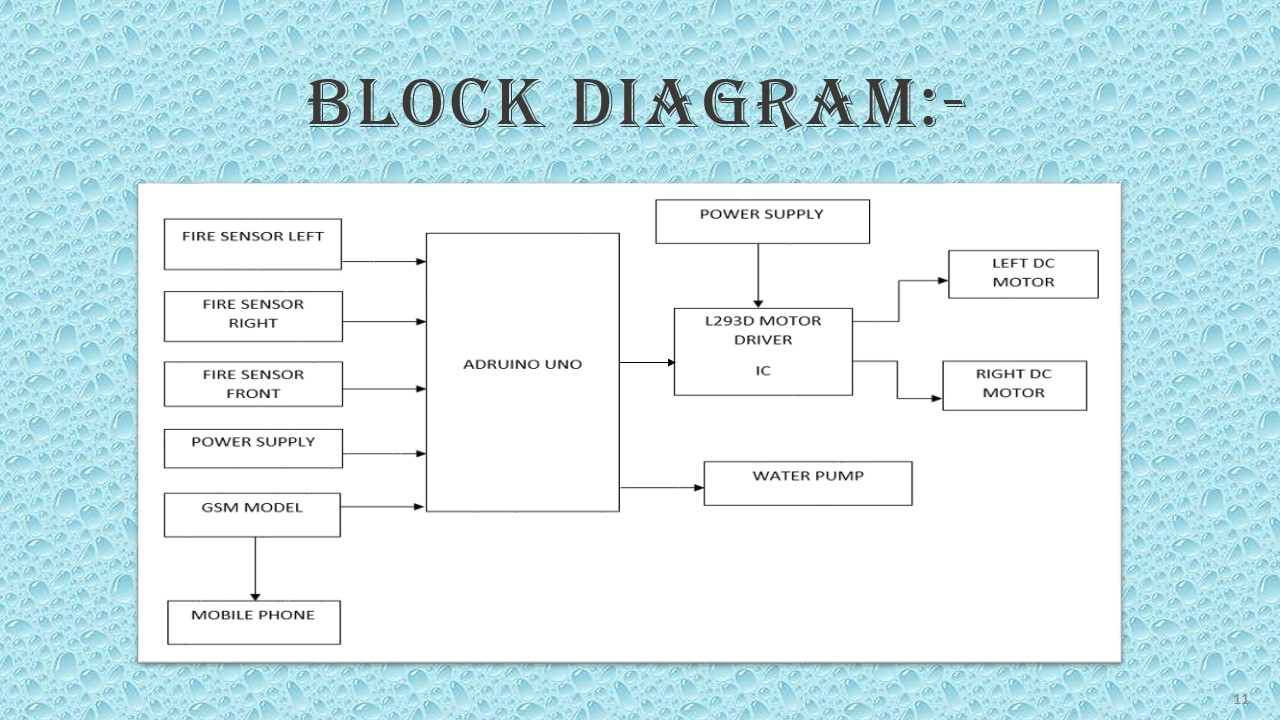 BLOCK DIAGRAM:-
FIRE SENSOR LEFT
FIRE SENSOR
RIGHT
FIRE SENSOR
FRONT
POWER SUPPLY
GSM MODEL
MOBILE PHONE
ADRUINO UNO
POWER SUPPLY
L293D MOTOR
DRIVER
IC
WATER PUMP
LEFT DC
MOTOR
RIGHT DC
MOTOR
11